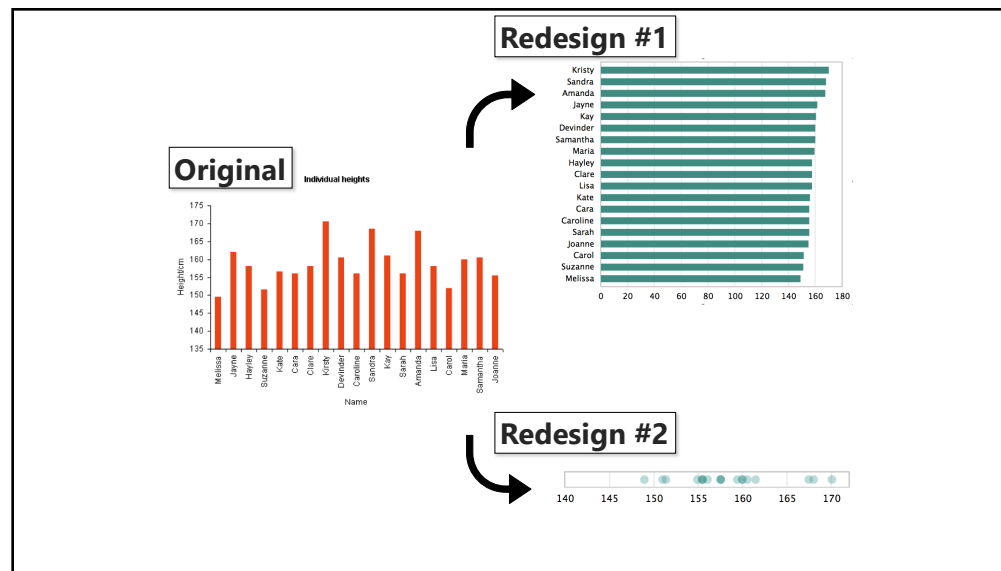 Redesign #1
Kristy
Sandra
Amanda
Jayne
Kay
Devinder
Samantha
Maria
Hayley
Clare
Lisa
Kate
Cara
Caroline
Sarah
Joanne
Carol
Suzanne
Melissa
0 20 40 60 80 100 120 140 160 180
Original
Individual heights
Height/cm
175
170
165
160
155
150
145
140
135
Melissa
Jayne
Hayley
Suzanne
Kate
Cara
Clare
Kirsty
Devinder
Caroline
Sandra
Kay
Sarah
Amanda
Lisa
Carol
Maria
Samantha
Joanne
Name
Redesign #2
140 145 150 155 160 165 170